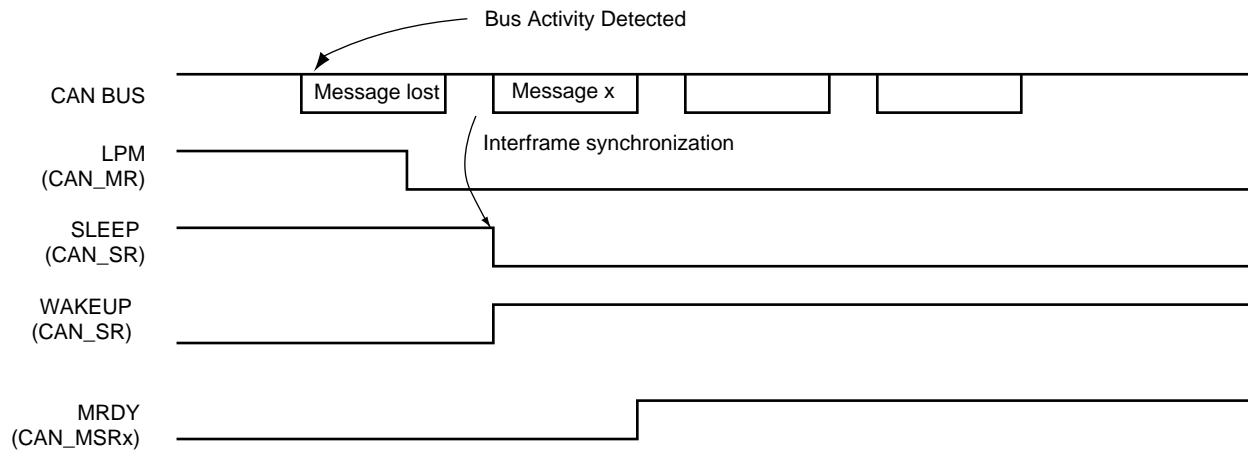 Bus Activity Detected
CAN BUS
Message lost
Message x
Interframe synchronization
LPM
(CAN_MR)
SLEEP
(CAN_SR)
WAKEUP
(CAN_SR)
MRDY
(CAN_MSRx)